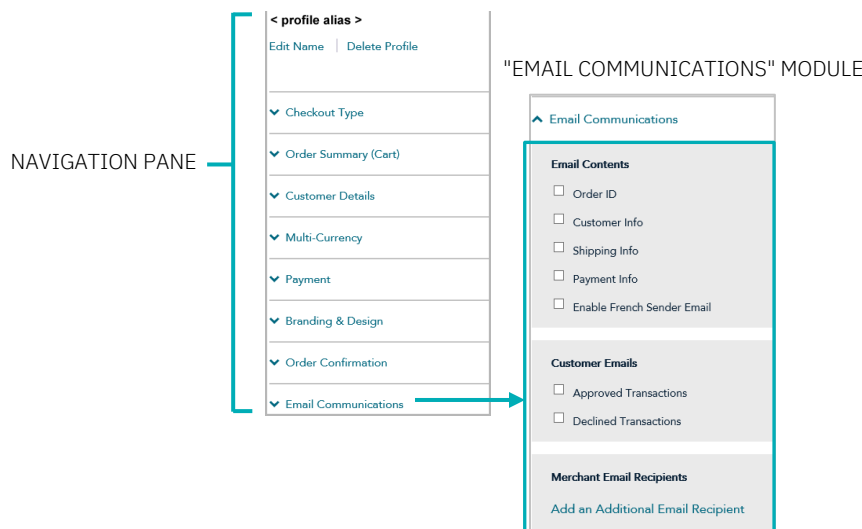 < profile alias >
Edit Name | Delete Profile
Checkout Type
Order Summary (Cart)
NAVIGATION PANE
Customer Details
Multi-Currency
Payment
Branding & Design
Order Confirmation
Email Communications
"EMAIL COMMUNICATIONS" MODULE
Email Communications
Email Contents
Order ID
Customer Info
Shipping Info
Payment Info
Enable French Sender Email
Customer Emails
Approved Transactions
Declined Transactions
Merchant Email Recipients
Add an Additional Email Recipient